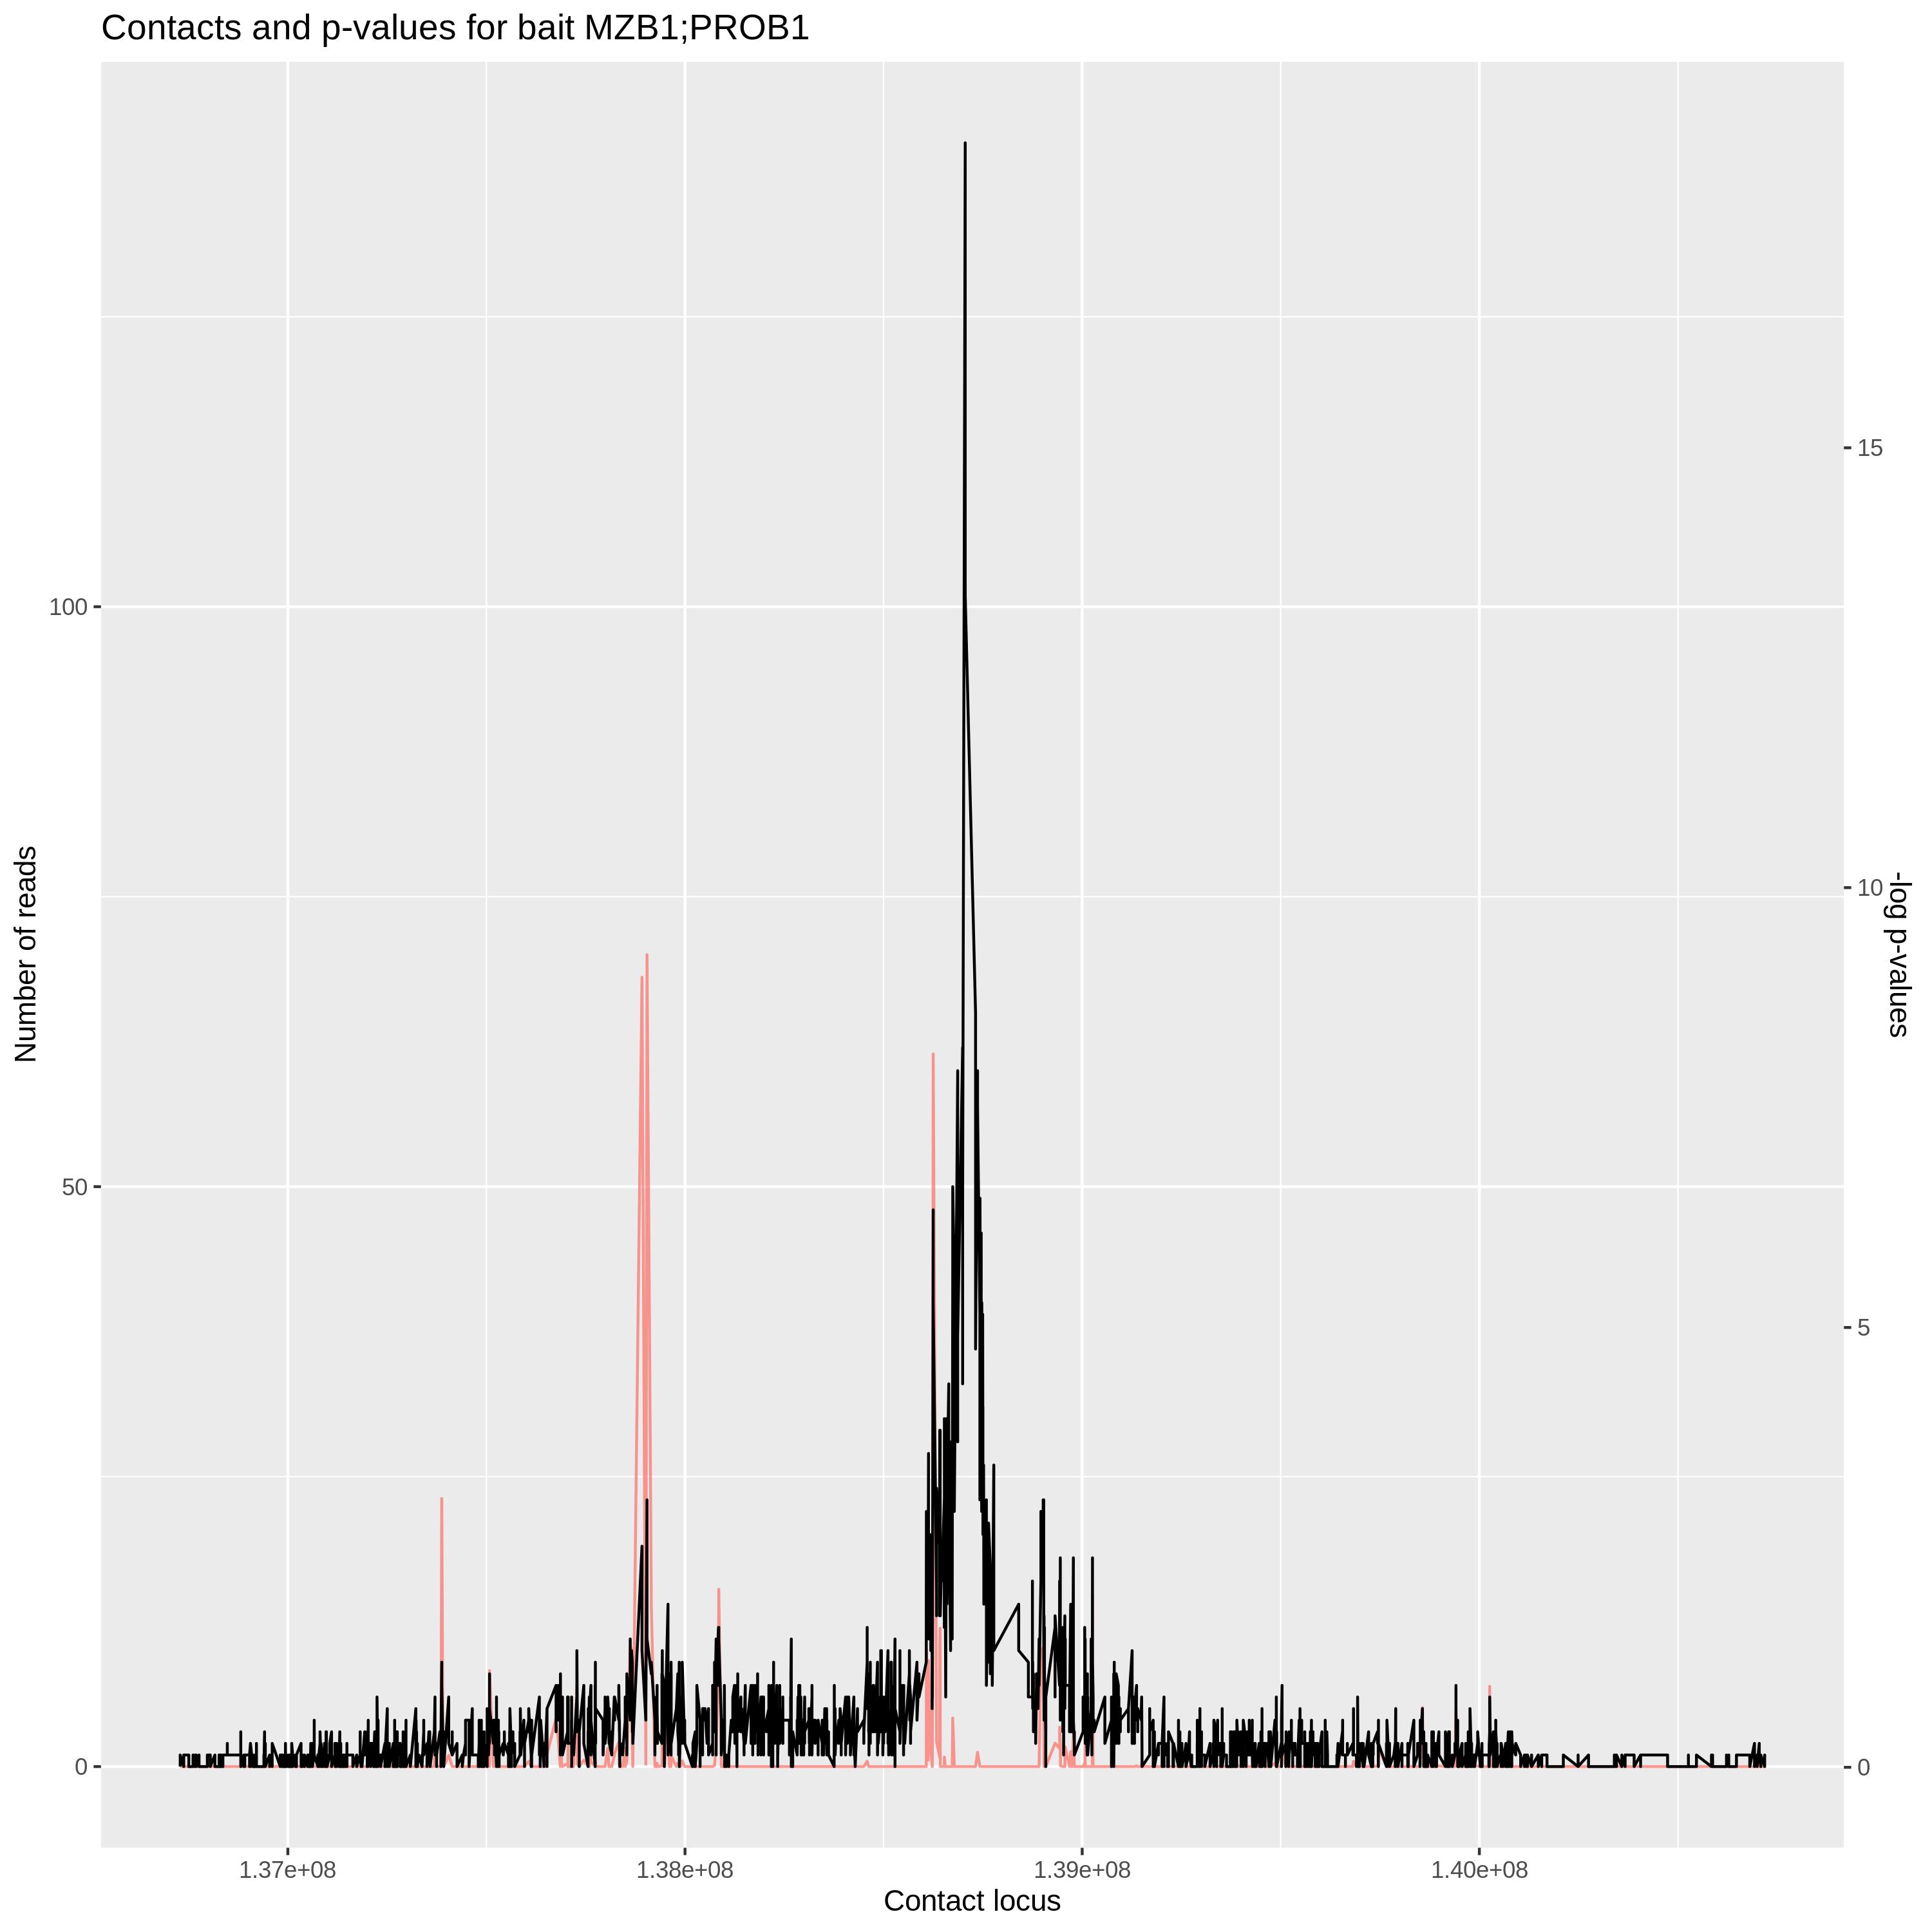 Contacts and p-values for bait MZB1;PROB1
100
50
0
Number of reads
15
10
5
0
-log p-values
1.37e+08
1.38e+08
1.39e+08
1.40e+08
Contact locus